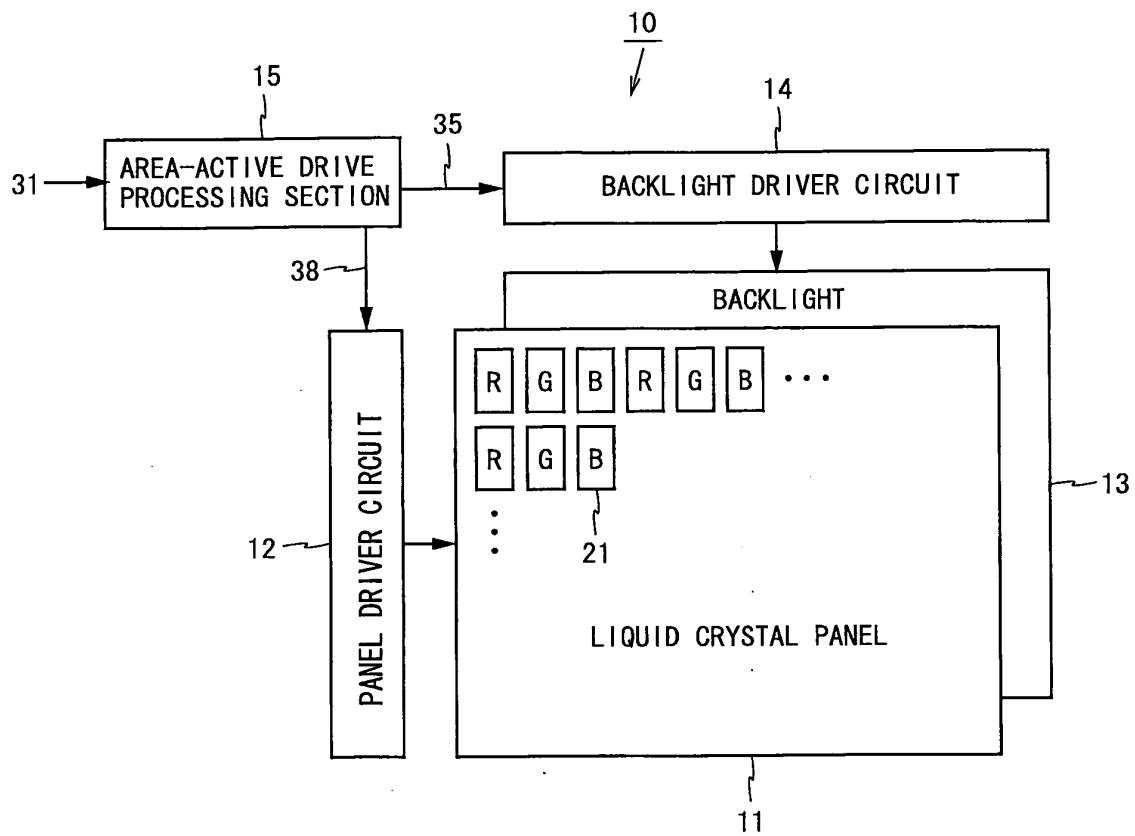 10
15
14
35
31
AREA-ACTIVE DRIVE
PROCESSING SECTION
BACKLIGHT DRIVER CIRCUIT
38
BACKLIGHT
R G B R G B ...
R G B
21
13
12
PANEL DRIVER CIRCUIT
LIQUID CRYSTAL PANEL
11